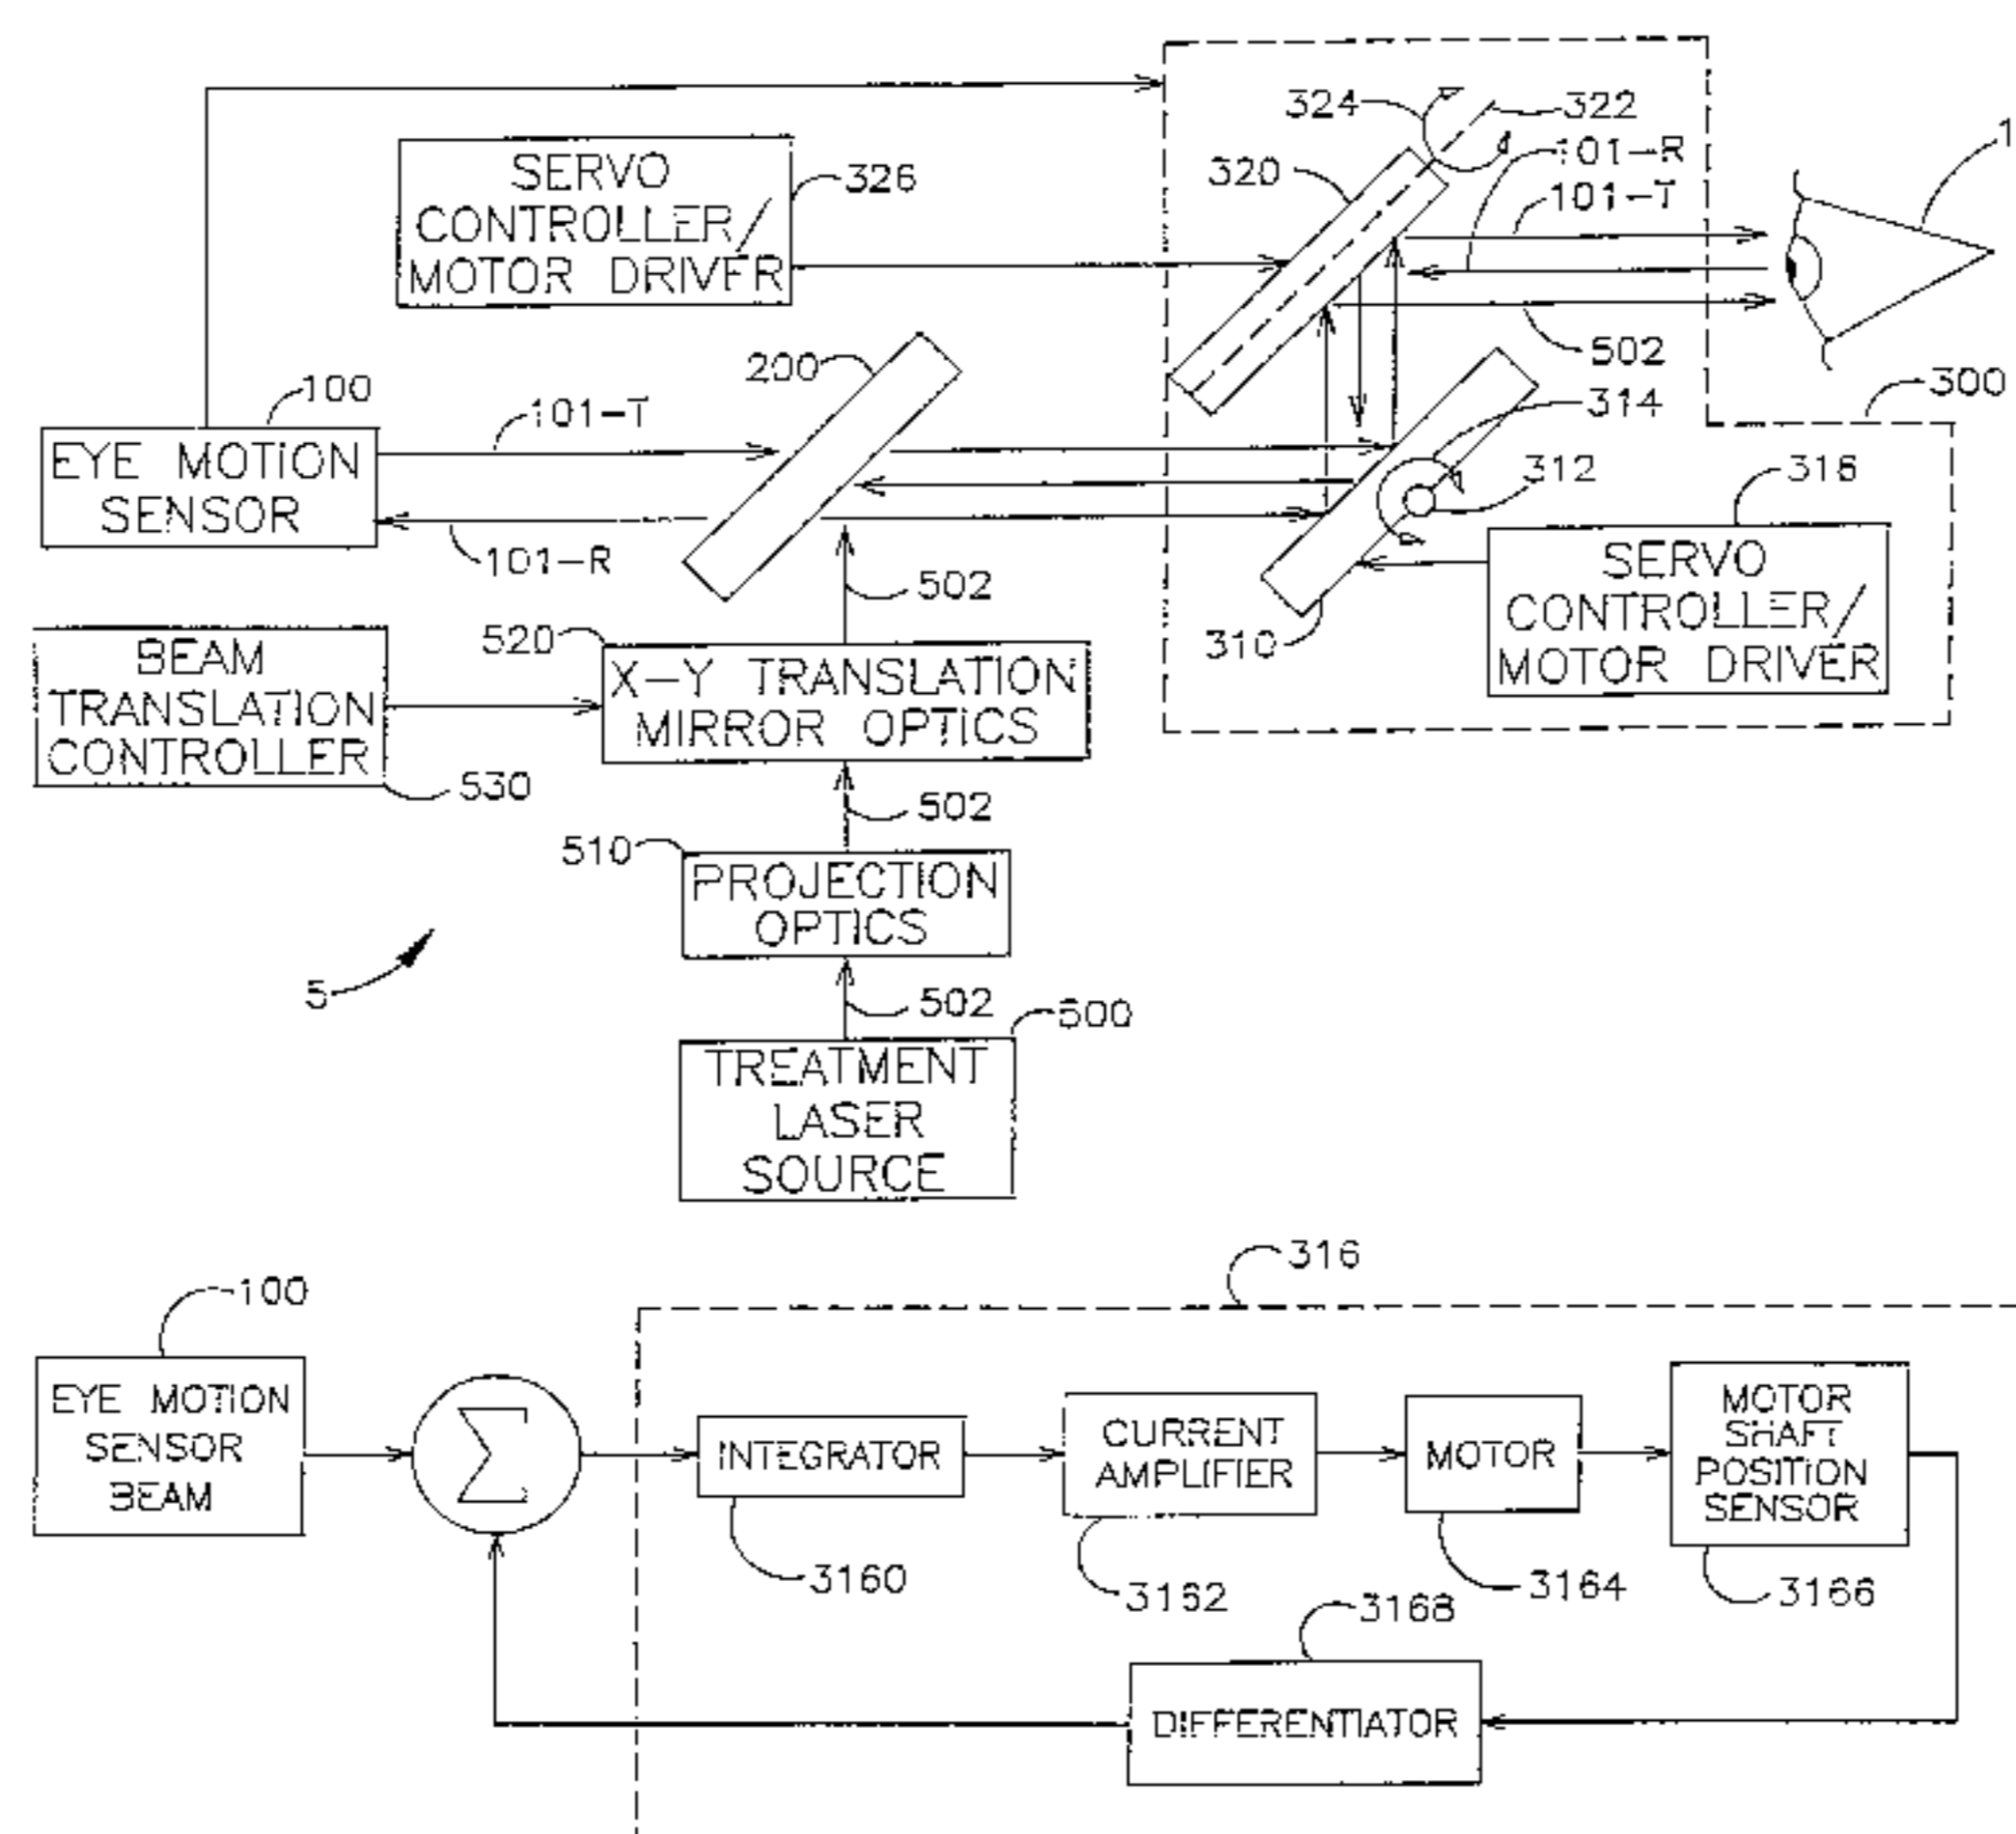 324
322
1
320
101-R
101-T
SERVO
CONTROLLER/
MOTOR DRIVER
326
200
502
300
100
101-T
314
EYE MOTION
SENSOR
312
316
101-R
502
SERVO
CONTROLLER/
MOTOR DRIVER
310
BEAM
TRANSLATION
CONTROLLER
530
520
X-Y TRANSLATION
MIRROR OPTICS
502
510
PROJECTION
OPTICS
5
502
500
TREATMENT
LASER
SOURCE
316
100
EYE MOTION
SENSOR
BEAM
Σ
INTEGRATOR
3160
CURRENT
AMPLIFIER
3162
MOTOR
3164
MOTOR
SHAFT
POSITION
SENSOR
3166
3168
DIFFERENTIATOR